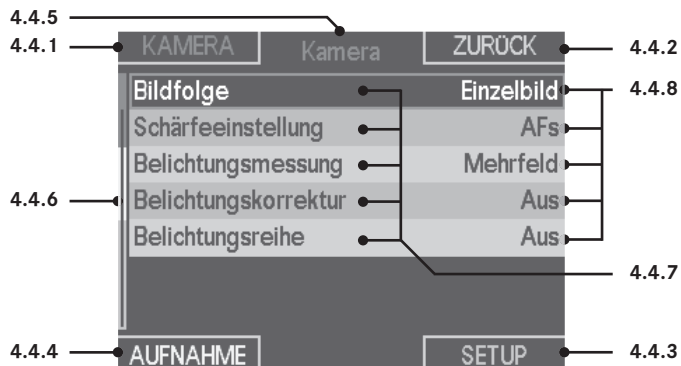 4.4.5
4.4.1 KAMERA Kamera ZURÜCK 4.4.2
Bildfolge Einzelbild 4.4.8
Schärfeeinstellung AFs
Belichtungsmessung Mehrfeld
4.4.6 Belichtungskorrektur Aus
Belichtungsreihe Aus
4.4.7
4.4.4 AUFNAHME SETUP 4.4.3